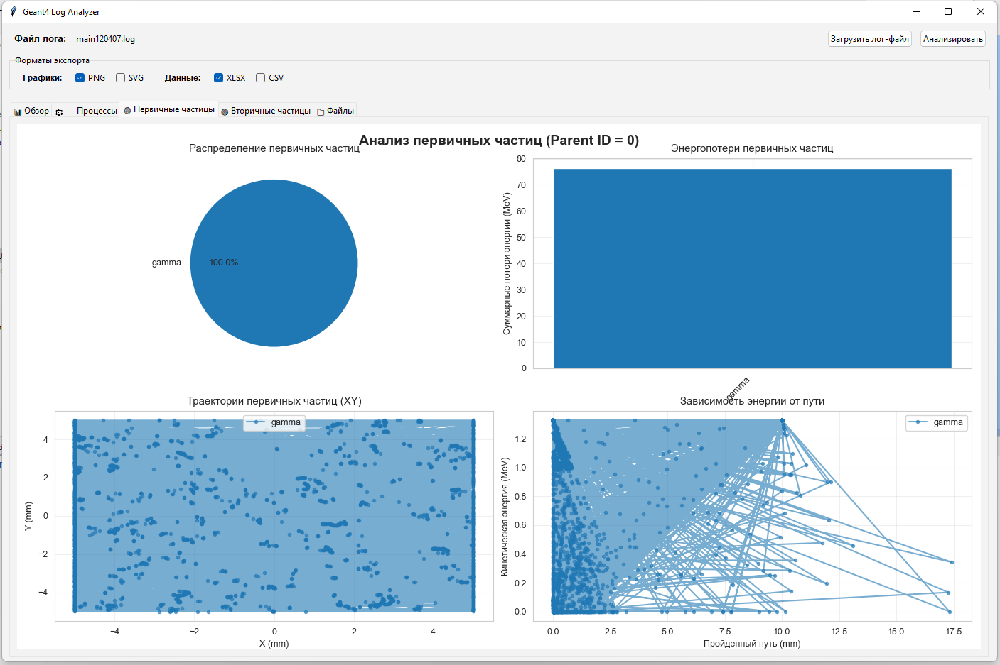 Geant4 Log Analyzer
Файл лога: main120407.log
Загрузить лог-файл
Анализировать
Форматы экспорта
Графики: PNG SVG Данные: XLSX CSV
Обзор Процессы Первичные частицы Вторичные частицы Файлы
Анализ первичных частиц (Parent ID = 0)
Распределение первичных частиц
gamma
100.0%
Энергопотери первичных частиц
Суммарные потери энергии (MeV)
80
70
60
50
40
30
20
10
0
gamma
Траектории первичных частиц (XY)
gamma
Y (mm)
4
2
0
−2
−4
−4 −2 0 2 4
X (mm)
Зависимость энергии от пути
gamma
Кинетическая энергия (MeV)
1.2
1.0
0.8
0.6
0.4
0.2
0.0
0.0 2.5 5.0 7.5 10.0 12.5 15.0 17.5
Пройденный путь (mm)